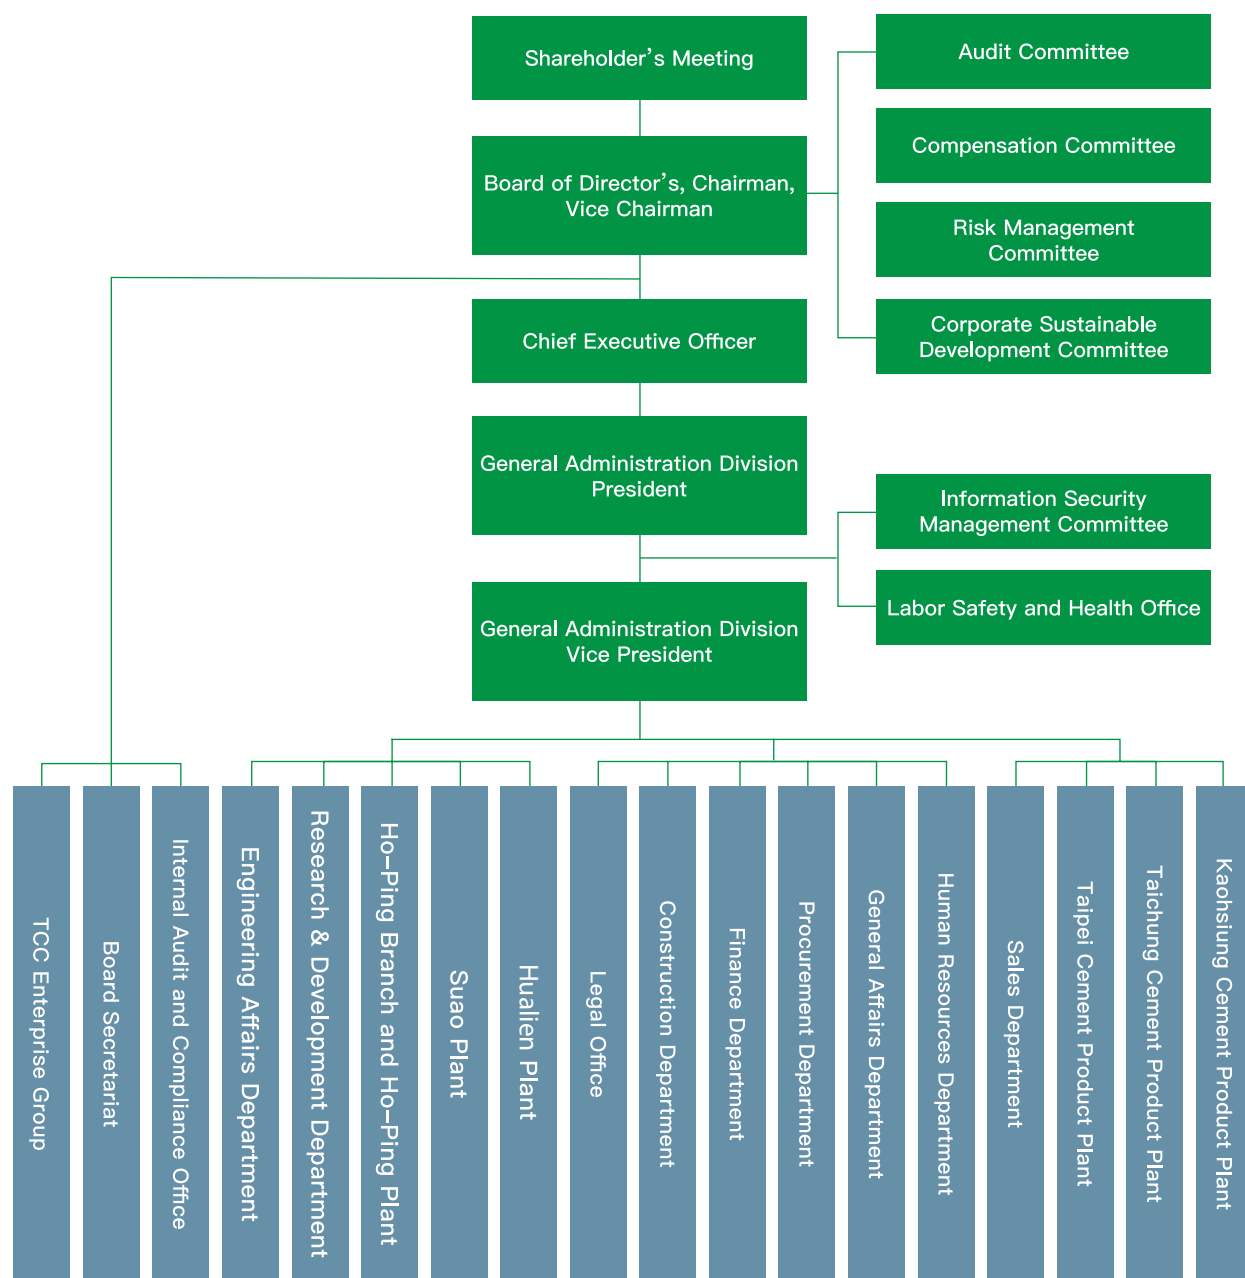 Shareholder's Meeting
Audit Committee
Compensation Committee
Board of Director's, Chairman,
Vice Chairman
Risk Management
Committee
Chief Executive Officer
Corporate Sustainable
Development Committee
General Administration Division
President
Information Security
Management Committee
Labor Safety and Health Office
General Administration Division
Vice President
TCC Enterprise Group
Board Secretariat
Internal Audit and Compliance Office
Engineering Affairs Department
Research & Development Department
Ho-Ping Branch and Ho-Ping Plant
Suao Plant
Hualien Plant
Legal Office
Construction Department
Finance Department
Procurement Department
General Affairs Department
Human Resources Department
Sales Department
Taipei Cement Product Plant
Taichung Cement Product Plant
Kaohsiung Cement Product Plant